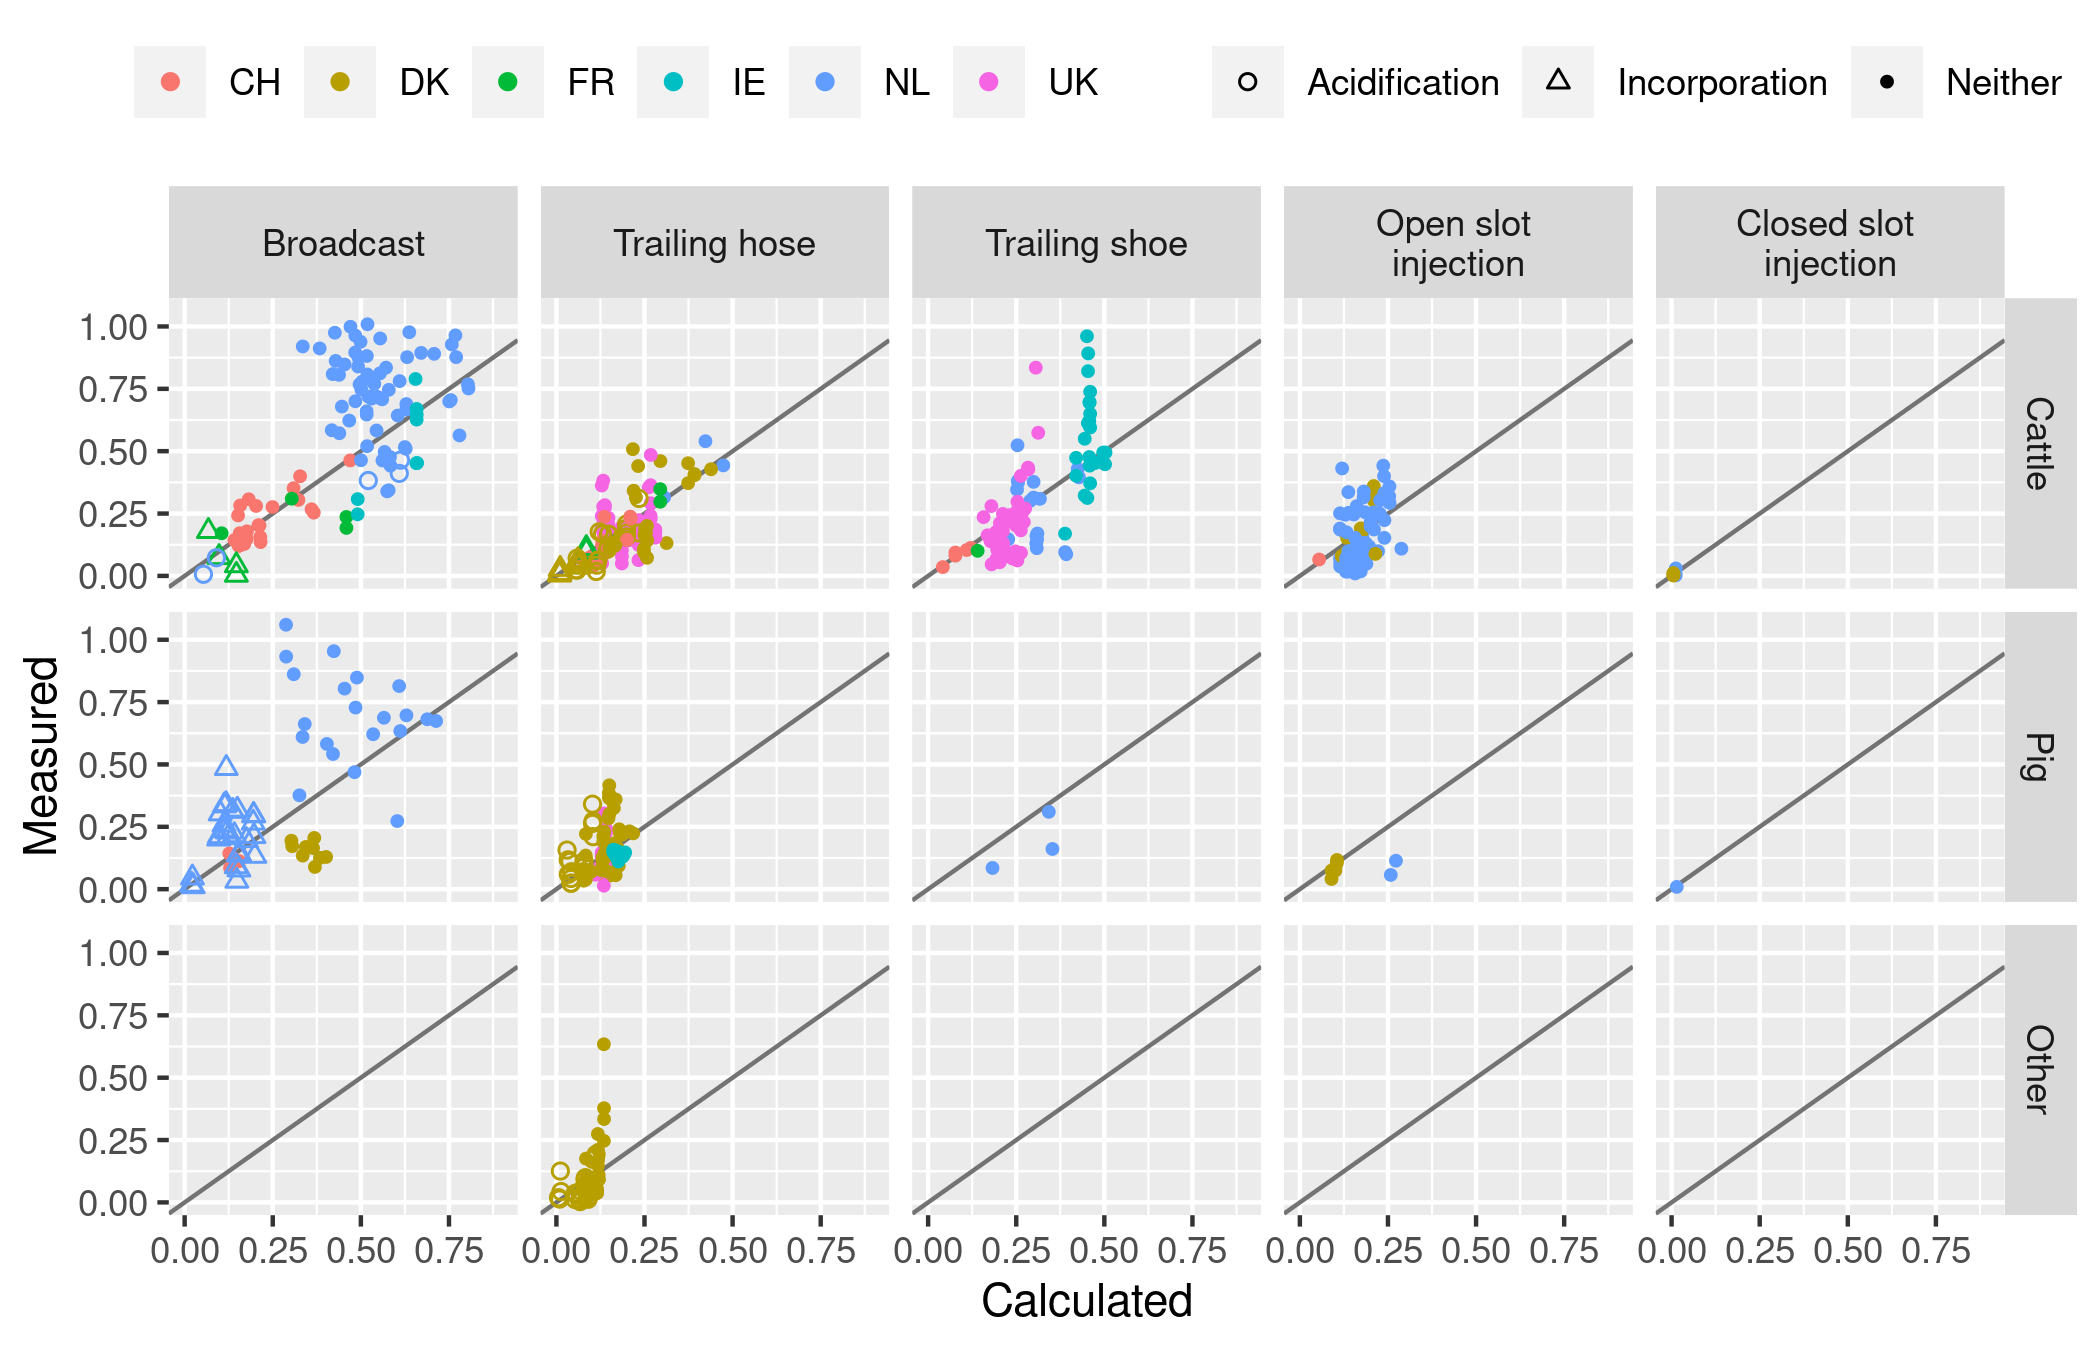 CH DK FR IE NL UK Acidification Incorporation Neither
Broadcast Trailing hose Trailing shoe Open slot injection Closed slot injection
1.00
0.75
0.50
0.25
0.00
Cattle
1.00
0.75
0.50
0.25
0.00
Pig
1.00
0.75
0.50
0.25
0.00
Other
Measured
0.00 0.25 0.50 0.75 0.00 0.25 0.50 0.75 0.00 0.25 0.50 0.75 0.00 0.25 0.50 0.75 0.00 0.25 0.50 0.75
Calculated